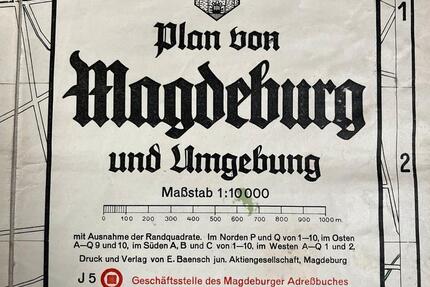 Plan von
Magdeburg
und Umgebung
Maßstab 1:10000
0 100 200 300 400 500 600 700 800 900 1000 m.
mit Ausnahme der Randquadrate. Im Norden P und Q von 1—10, im Osten
A—Q 9 und 10, im Süden A, B und C von 1—10, im Westen A—Q 1 und 2.
Druck und Verlag von E. Baensch jun. Aktiengesellschaft, Magdeburg
J 5 Geschäftsstelle des Magdeburger Adreßbuches
1
2